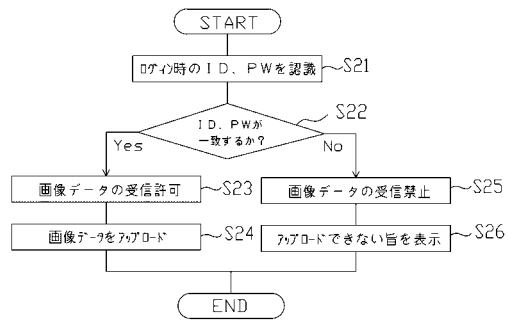 START
ログイン時のＩＤ、ＰＷを認識
S21
ＩＤ、ＰＷが
一致するか？
S22
Yes
No
画像データの受信許可
S23
画像データの受信禁止
S25
画像データをアップロード
S24
アップロードできない旨を表示
S26
END